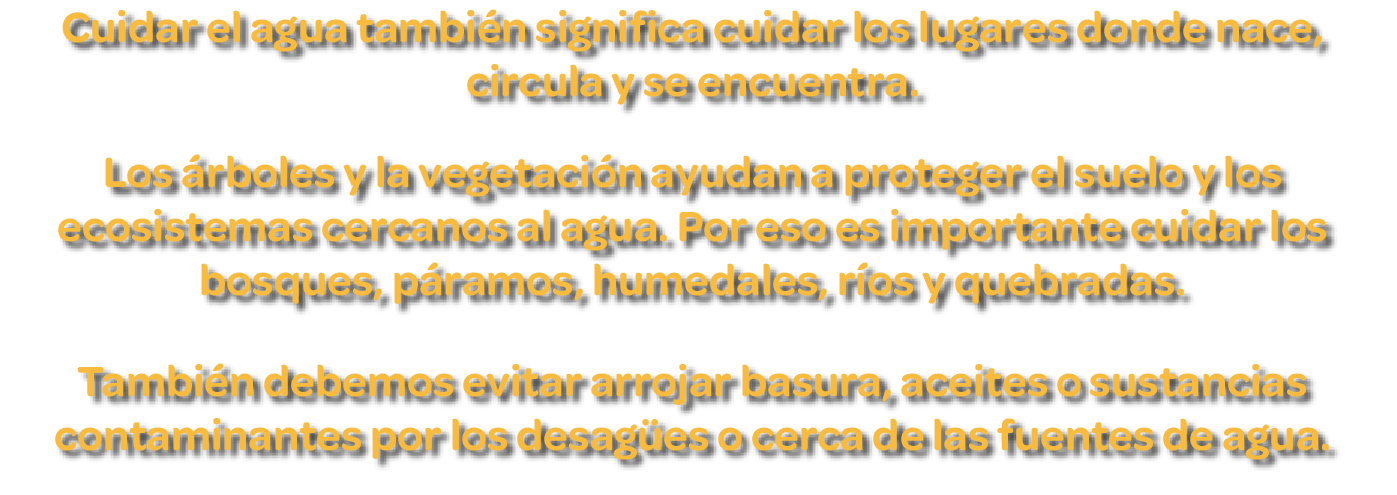 Cuidar el agua también significa cuidar los lugares donde nace,
circula y se encuentra.
Los árboles y la vegetación ayudan a proteger el suelo y los
ecosistemas cercanos al agua. Por eso es importante cuidar los
bosques, páramos, humedales, ríos y quebradas.
También debemos evitar arrojar basura, aceites o sustancias
contaminantes por los desagües o cerca de las fuentes de agua.